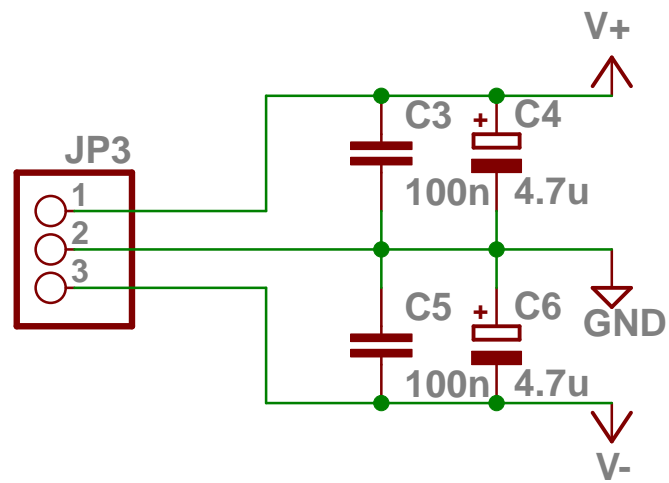 V+
C3
+
C4
JP3
1
100n
4.7u
2
3
C5
+
C6
GND
100n
4.7u
V-